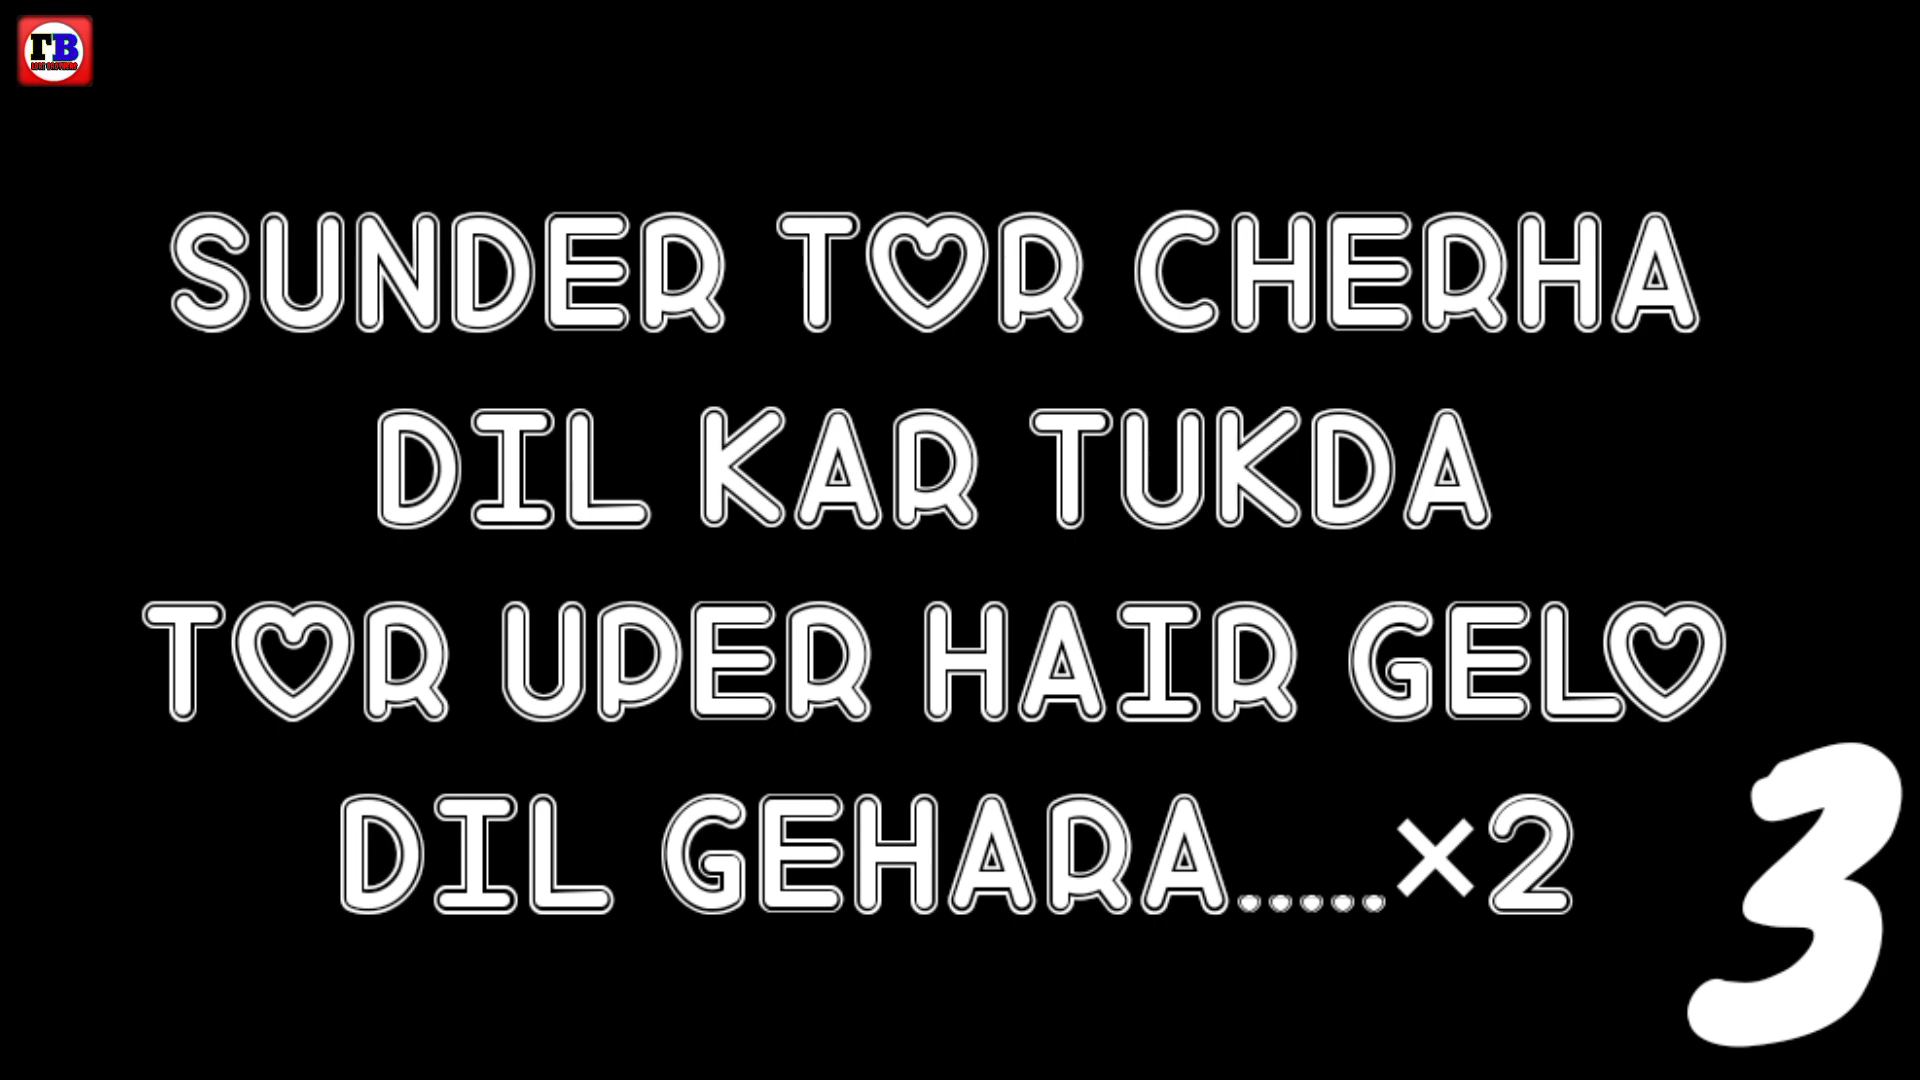 SUNDER TOR CHERHA
DIL KAR TUKDA
TOR UPER HAIR GELO
DIL GEHARA.....×2
3